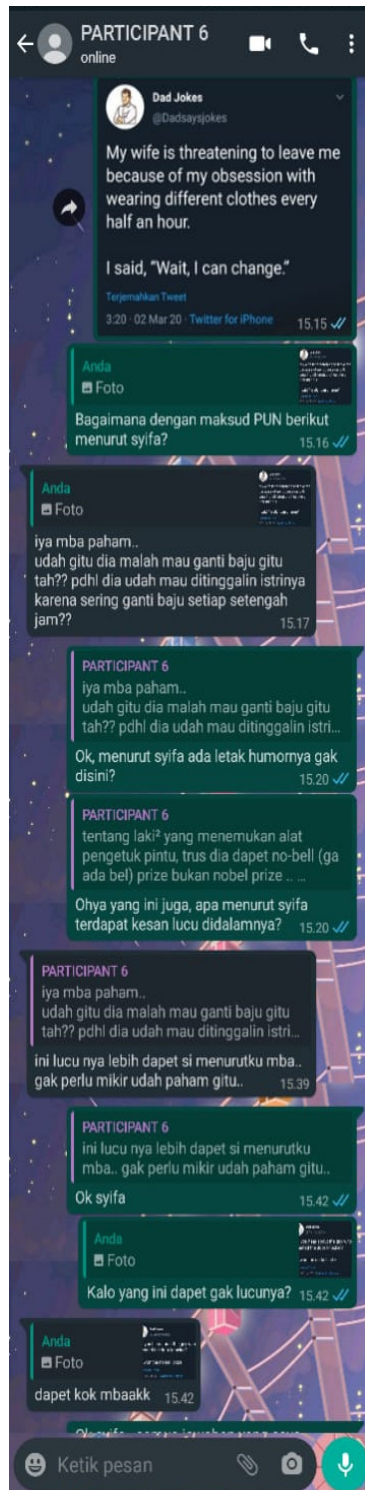 PARTICIPANT 6
online
Dad Jokes
@Dadsaysjokes
My wife is threatening to leave me
because of my obsession with
wearing different clothes every
half an hour.
I said, "Wait, I can change."
Terjemahkan Tweet
3:20 · 02 Mar 20 · Twitter for iPhone
15.15
Anda
Foto
Bagaimana dengan maksud PUN berikut
menurut syifa?
15.16
Anda
Foto
iya mba paham..
udah gitu dia malah mau ganti baju gitu
tah?? pdhl dia udah mau ditinggalin istrinya
karena sering ganti baju setiap setengah
jam??
15.17
PARTICIPANT 6
iya mba paham..
udah gitu dia malah mau ganti baju gitu
tah?? pdhl dia udah mau ditinggalin istri...
Ok, menurut syifa ada letak humornya gak
disini?
15.20
PARTICIPANT 6
tentang laki² yang menemukan alat
pengetuk pintu, trus dia dapet no-bell (ga
ada bel) prize bukan nobel prize .. ...
Ohya yang ini juga, apa menurut syifa
terdapat kesan lucu didalamnya?
15.20
PARTICIPANT 6
iya mba paham..
udah gitu dia malah mau ganti baju gitu
tah?? pdhl dia udah mau ditinggalin istri...
ini lucu nya lebih dapet si menurutku mba..
gak perlu mikir udah paham gitu..
15.39
PARTICIPANT 6
ini lucu nya lebih dapet si menurutku
mba.. gak perlu mikir udah paham gitu..
Ok syifa
15.42
Anda
Foto
Kalo yang ini dapet gak lucunya?
15.42
Anda
Foto
dapet kok mbaakk
15.42
Ketik pesan